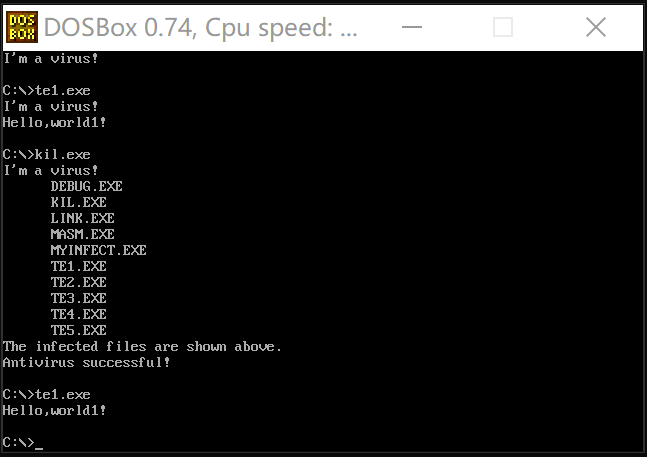 DOS BOX DOSBox 0.74, Cpu speed: ...
I'm a virus!
C:\>te1.exe
I'm a virus!
Hello,world1!
C:\>kil.exe
I'm a virus!
DEBUG.EXE
KIL.EXE
LINK.EXE
MASM.EXE
MYINFECT.EXE
TE1.EXE
TE2.EXE
TE3.EXE
TE4.EXE
TE5.EXE
The infected files are shown above.
Antivirus successful!
C:\>te1.exe
Hello,world1!
C:\>_